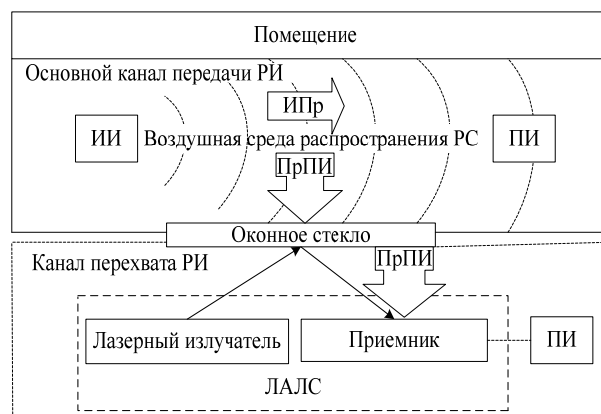 Помещение
Основной канал передачи РИ
ИПр
ИИ
Воздушная среда распространения РС
ПИ
ПрПИ
Оконное стекло
Канал перехвата РИ
ПрПИ
Лазерный излучатель
Приемник
ПИ
ЛАЛС